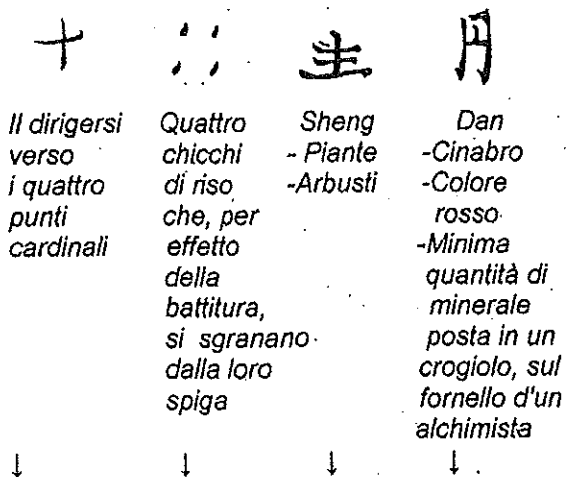 十
Il dirigersi
verso
i quattro
punti
cardinali
↓
Quattro
chicchi
di riso
che, per
effetto
della
battitura,
si sgranano
dalla loro
spiga
↓
Sheng
- Piante
-Arbusti
↓
円
Dan
-Cinabro
-Colore
rosso
-Minima
quantità di
minerale
posta in un
crogiolo, sul
fornello d'un
alchimista
↓